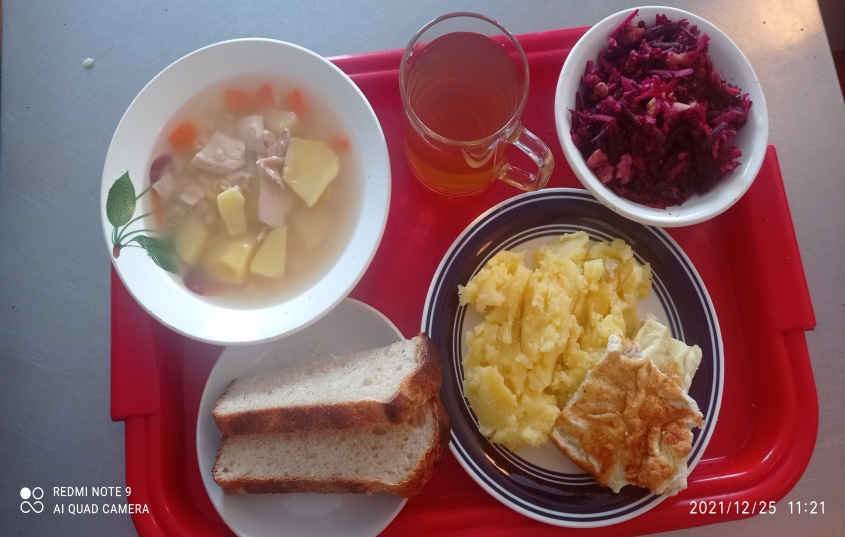 REDMI NOTE 9
AI QUAD CAMERA
2021/12/25 11:21